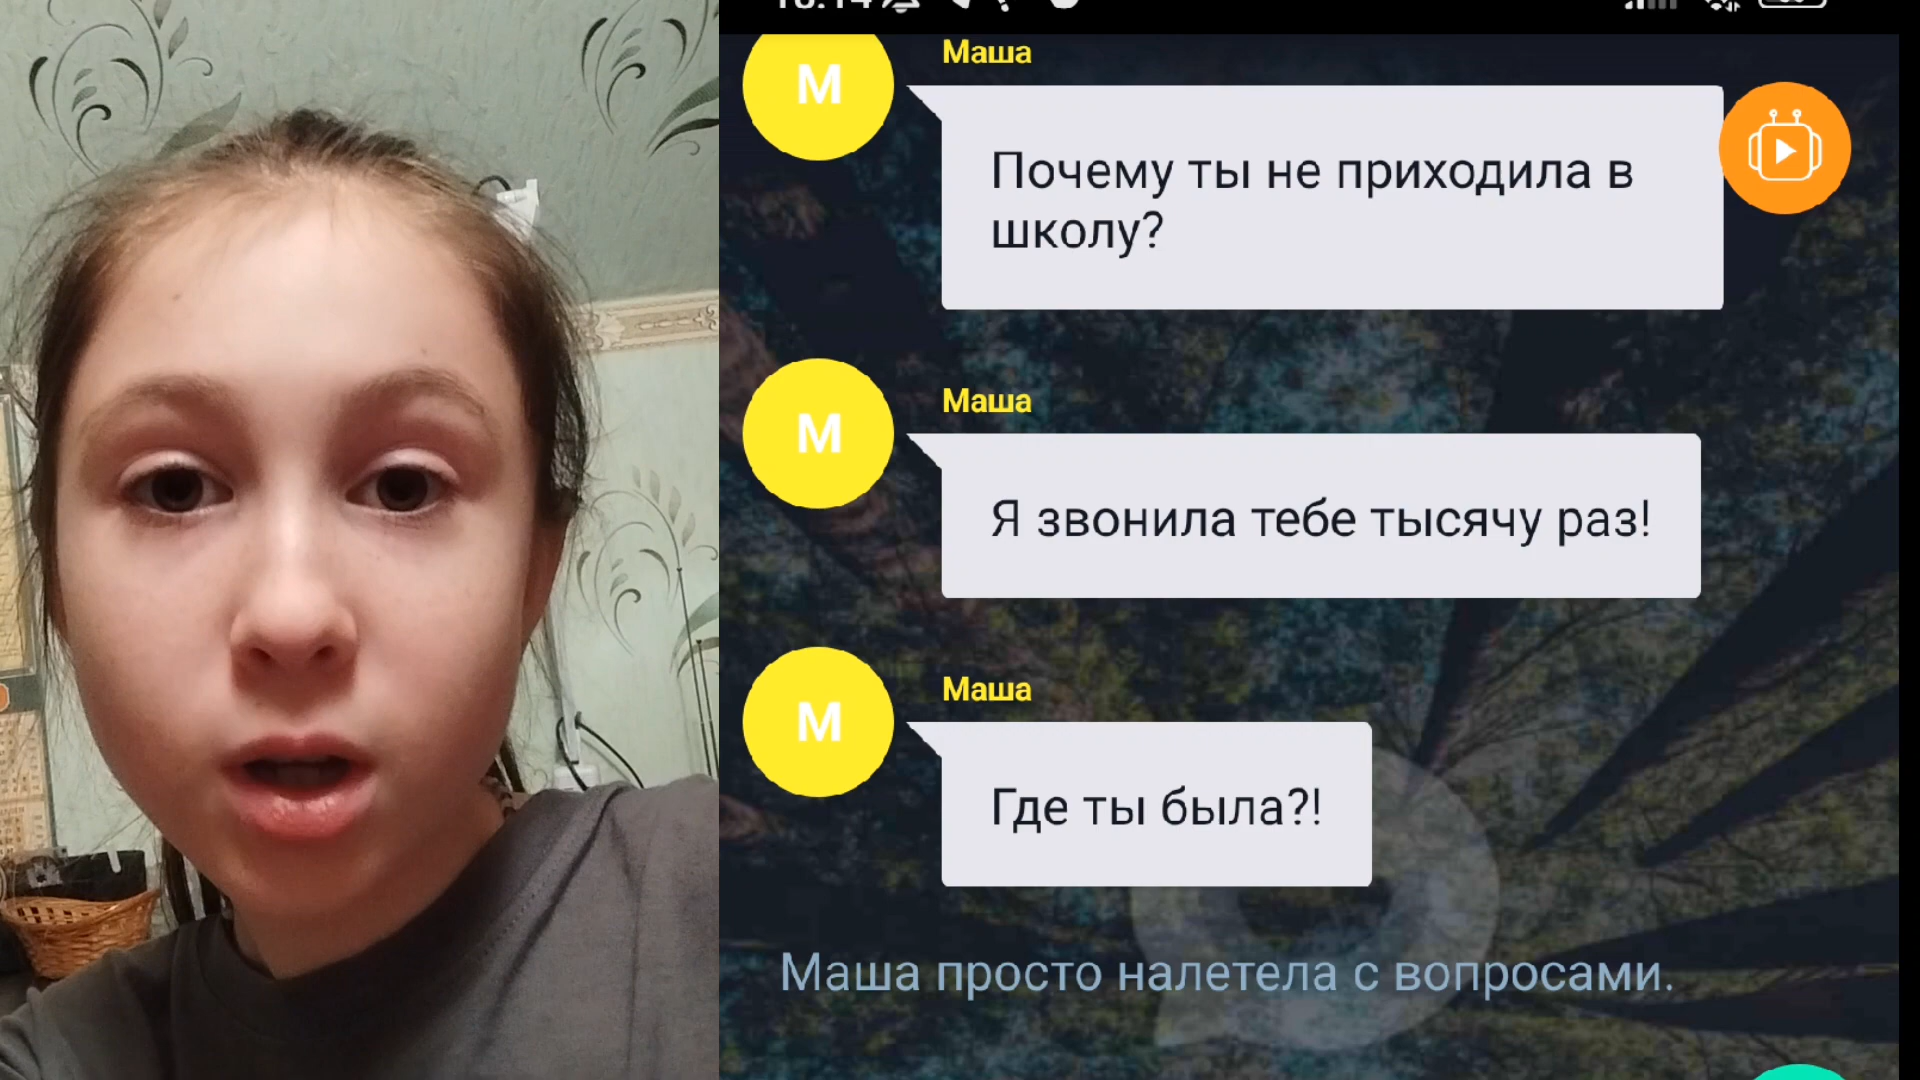 М
Маша
Почему ты не приходила в
школу?
М
Маша
Я звонила тебе тысячу раз!
М
Маша
Где ты была?!
Маша просто налетела с вопросами.